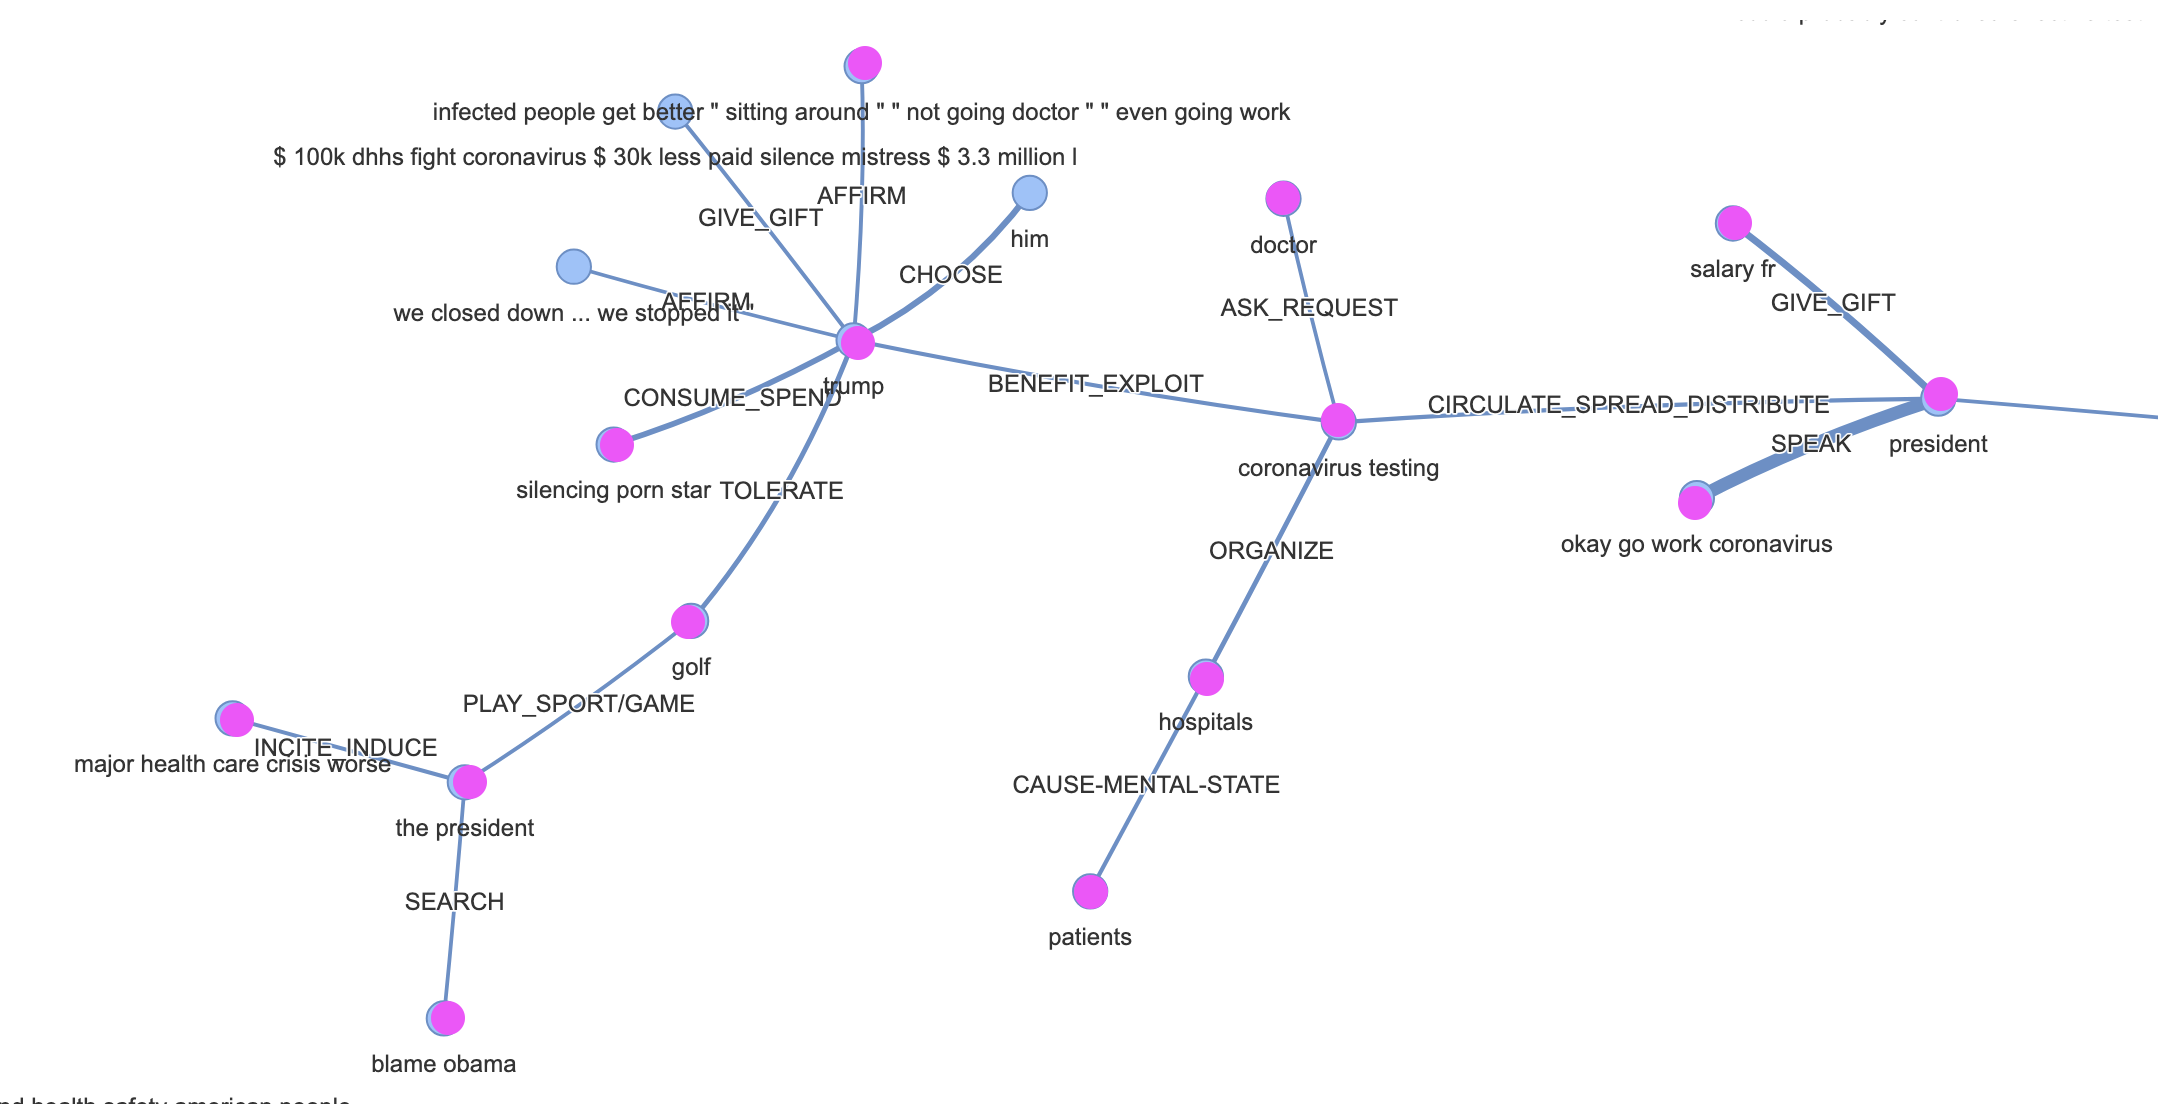 infected people get better " sitting around " " not going doctor " " even going work
$ 100k dhhs fight coronavirus $ 30k less paid silence mistress $ 3.3 million l
AFFIRM
GIVE_GIFT
him
doctor
salary fr
CHOOSE
AFFIRM
we closed down ... we stopped it "
ASK_REQUEST
GIVE_GIFT
trump
BENEFIT_EXPLOIT
CONSUME_SPEND
CIRCULATE_SPREAD_DISTRIBUTE
SPEAK
president
coronavirus testing
silencing porn star
TOLERATE
okay go work coronavirus
ORGANIZE
golf
PLAY_SPORT/GAME
hospitals
INCITE_INDUCE
major health care crisis worse
CAUSE-MENTAL-STATE
the president
SEARCH
patients
blame obama
health safety american people